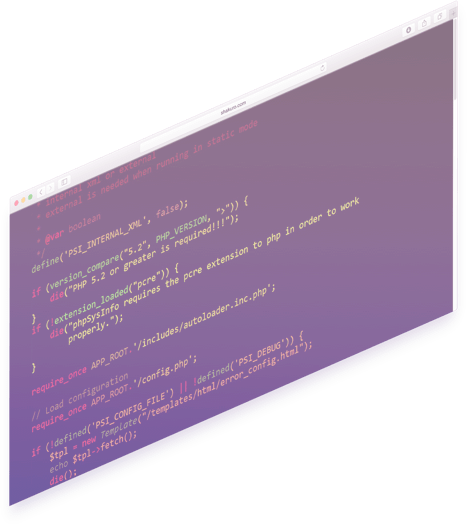 shakuro.com
* internal xml or external
* external is needed when running in static mode
*
* @var boolean
*/
define('PSI_INTERNAL_XML', false);
if (version_compare("5.2", PHP_VERSION, ">")) {
die("PHP 5.2 or greater is required!!!");
}
if (!extension_loaded("pcre")) {
die("phpSysInfo requires the pcre extension to php in order to work
properly.");
}
require_once APP_ROOT.'/includes/autoloader.inc.php';
// Load configuration
require_once APP_ROOT.'/config.php';
if (!defined('PSI_CONFIG_FILE') || !defined('PSI_DEBUG')) {
$tpl = new Template("/templates/html/error_config.html");
echo $tpl->fetch();
die();